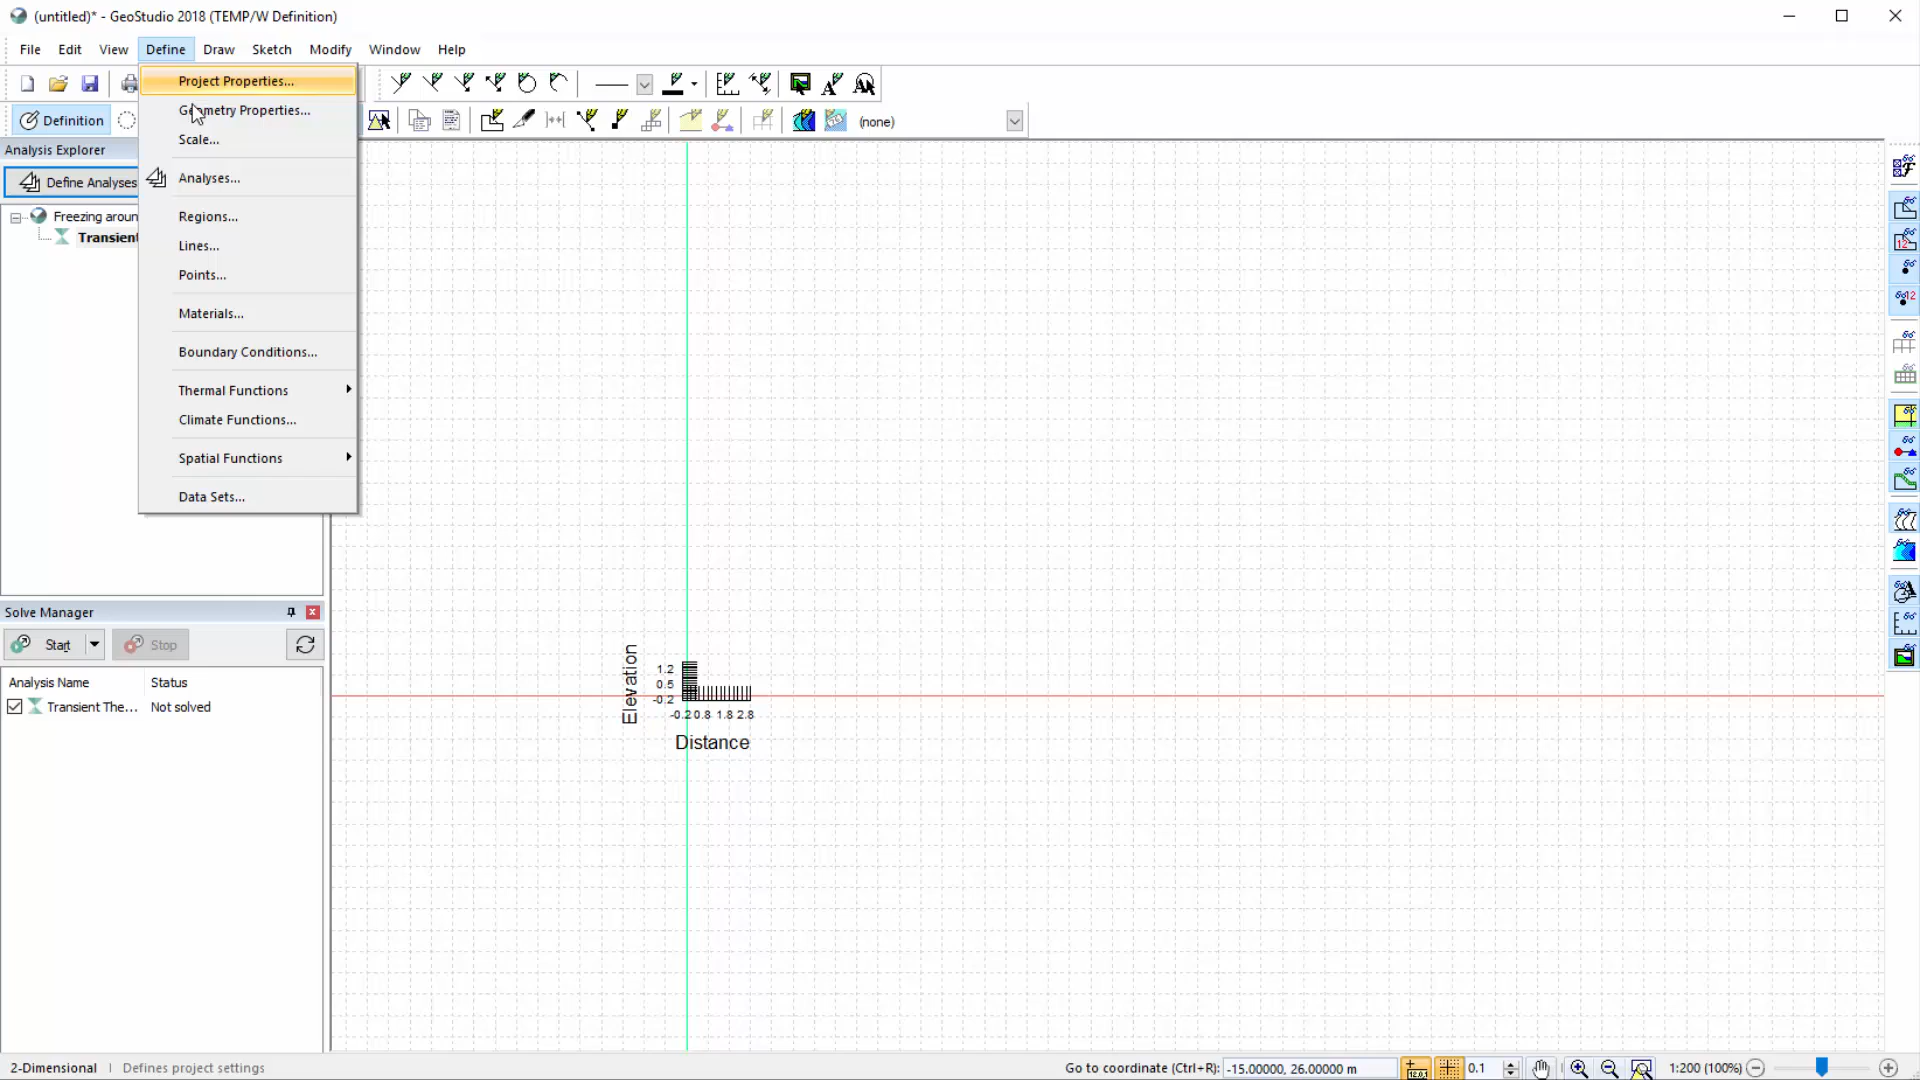 (untitled)* - GeoStudio 2018 (TEMP/W Definition)
File Edit View Define Draw Sketch Modify Window Help
Project Properties...
Geometry Properties...
Scale...
Analyses...
Regions...
Lines...
Points...
Materials...
Boundary Conditions...
Thermal Functions
Climate Functions...
Spatial Functions
Data Sets...
Definition
(none)
Analysis Explorer
Define Analyses
Freezing aroun
Transient
Solve Manager
Start Stop
Analysis Name Status
Transient The... Not solved
Elevation
1.2
0.5
-0.2
-0.2 0.8 1.8 2.8
Distance
12
12
2-Dimensional Defines project settings
Go to coordinate (Ctrl+R): -15.00000, 26.00000 m
0.1
1:200 (100%)